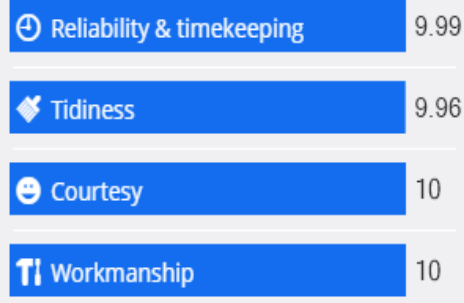 Reliability & timekeeping 9.99
Tidiness 9.96
Courtesy 10
Workmanship 10